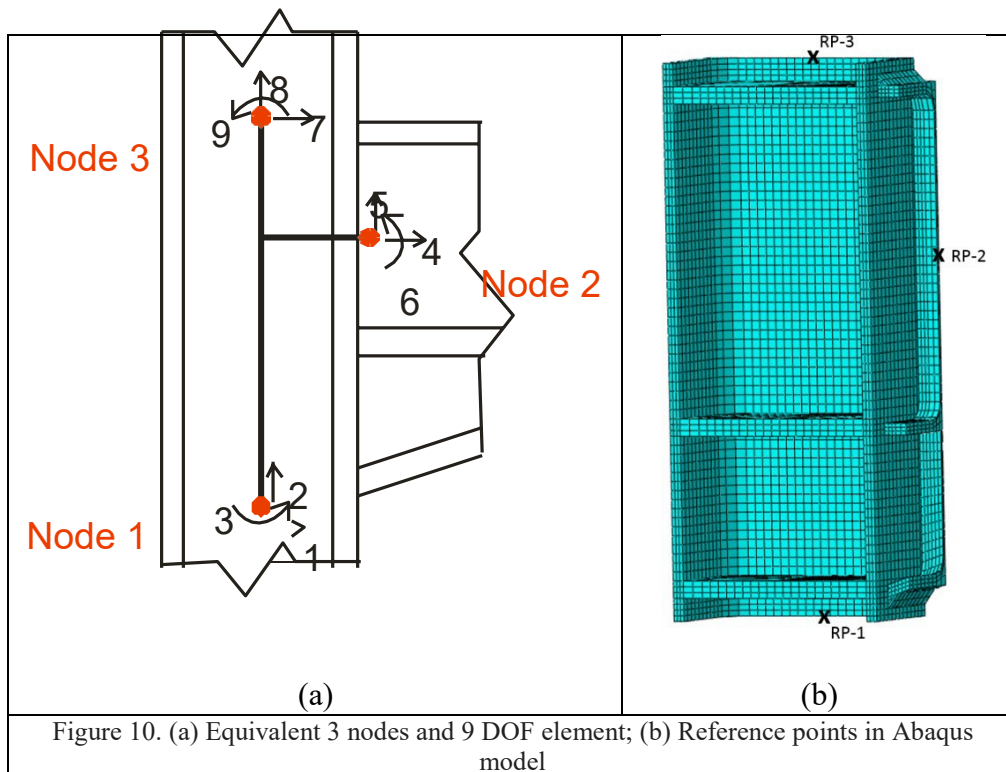 8
9
7
Node 3
5
4
Node 2
6
2
3
Node 1
1
(a)
RP-3
RP-2
RP-1
(b)
Figure 10. (a) Equivalent 3 nodes and 9 DOF element; (b) Reference points in Abaqus
model